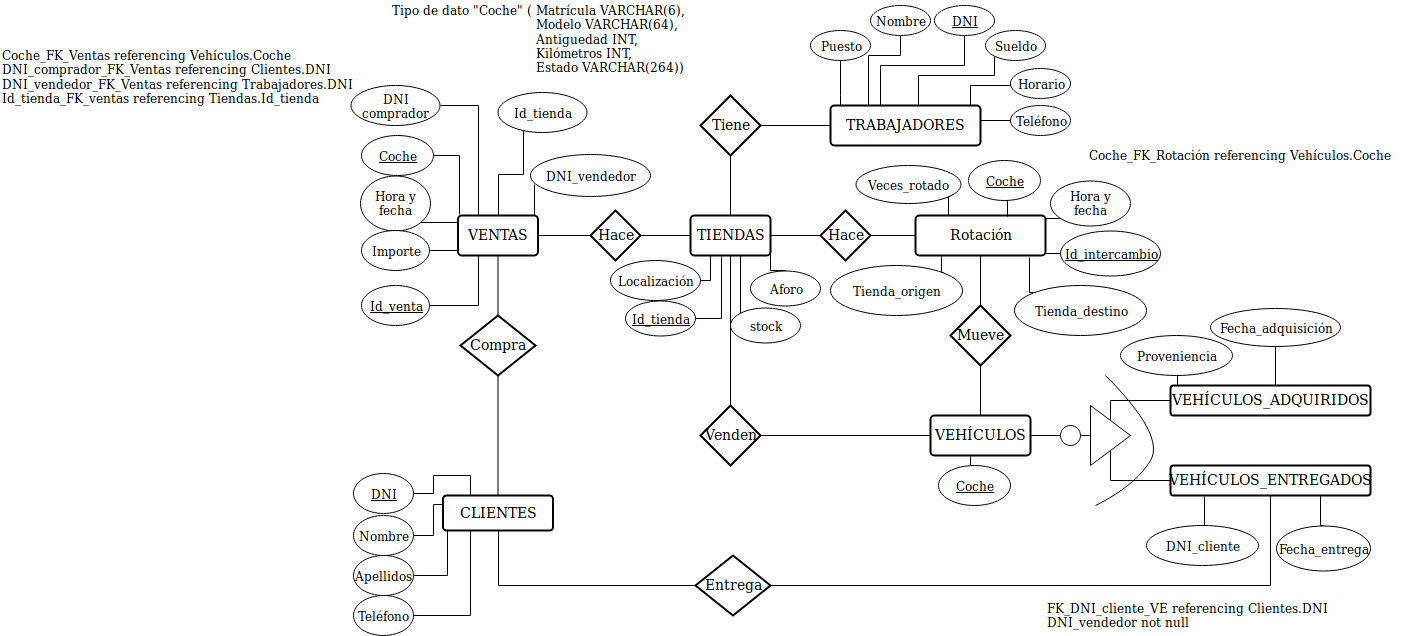 Tipo de dato "Coche" ( Matrícula VARCHAR(6),
Modelo VARCHAR(64),
Antiguedad INT,
Kilómetros INT,
Estado VARCHAR(264))
Coche_FK_Ventas referencing Vehículos.Coche
DNI_comprador_FK_Ventas referencing Clientes.DNI
DNI_vendedor_FK_Ventas referencing Trabajadores.DNI
Id_tienda_FK_ventas referencing Tiendas.Id_tienda
Nombre
DNI
Puesto
Sueldo
Horario
Teléfono
TRABAJADORES
Tiene
DNI
comprador
Id_tienda
Coche
DNI_vendedor
Hora y
fecha
Importe
Id_venta
VENTAS
Hace
TIENDAS
Hace
Rotación
Coche_FK_Rotación referencing Vehículos.Coche
Veces_rotado
Coche
Hora y
fecha
Id_intercambio
Tienda_origen
Tienda_destino
Localización
Id_tienda
stock
Aforo
Compra
Mueve
Venden
VEHÍCULOS
Coche
Proveniencia
Fecha_adquisición
VEHÍCULOS_ADQUIRIDOS
VEHÍCULOS_ENTREGADOS
DNI_cliente
Fecha_entrega
DNI
Nombre
Apellidos
Teléfono
CLIENTES
Entrega
FK_DNI_cliente_VE referencing Clientes.DNI
DNI_vendedor not null